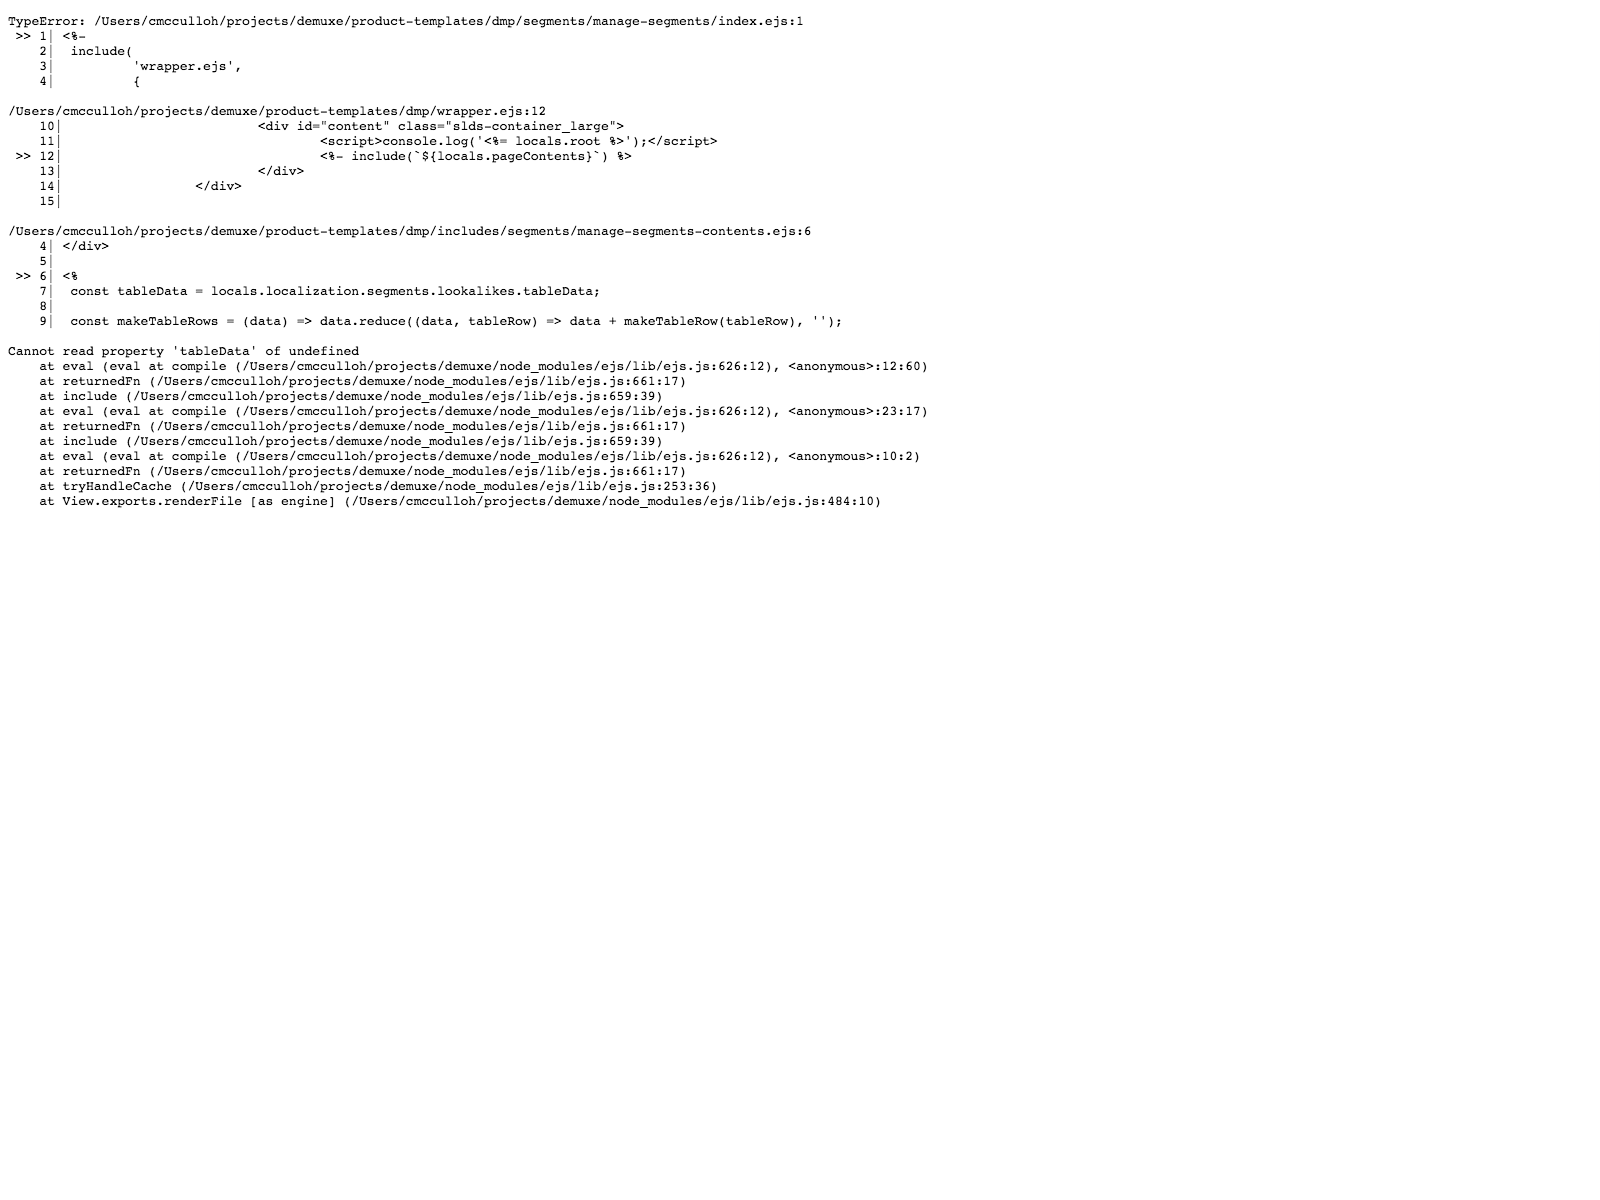 TypeError: /Users/cmcculloh/projects/demuxe/product-templates/dmp/segments/manage-segments/index.ejs:1
 >> 1| <%-
    2|  include(
    3|          'wrapper.ejs',
    4|          {

/Users/cmcculloh/projects/demuxe/product-templates/dmp/wrapper.ejs:12
    10|                         <div id="content" class="slds-container_large">
    11|                                 <script>console.log('<%= locals.root %>');</script>
 >> 12|                                 <%- include(`${locals.pageContents}`) %>
    13|                         </div>
    14|                 </div>
    15|

/Users/cmcculloh/projects/demuxe/product-templates/dmp/includes/segments/manage-segments-contents.ejs:6
    4| </div>
    5|
 >> 6| <%
    7|  const tableData = locals.localization.segments.lookalikes.tableData;
    8|
    9|  const makeTableRows = (data) => data.reduce((data, tableRow) => data + makeTableRow(tableRow), '');

Cannot read property 'tableData' of undefined
    at eval (eval at compile (/Users/cmcculloh/projects/demuxe/node_modules/ejs/lib/ejs.js:626:12), <anonymous>:12:60)
    at returnedFn (/Users/cmcculloh/projects/demuxe/node_modules/ejs/lib/ejs.js:661:17)
    at include (/Users/cmcculloh/projects/demuxe/node_modules/ejs/lib/ejs.js:659:39)
    at eval (eval at compile (/Users/cmcculloh/projects/demuxe/node_modules/ejs/lib/ejs.js:626:12), <anonymous>:23:17)
    at returnedFn (/Users/cmcculloh/projects/demuxe/node_modules/ejs/lib/ejs.js:661:17)
    at include (/Users/cmcculloh/projects/demuxe/node_modules/ejs/lib/ejs.js:659:39)
    at eval (eval at compile (/Users/cmcculloh/projects/demuxe/node_modules/ejs/lib/ejs.js:626:12), <anonymous>:10:2)
    at returnedFn (/Users/cmcculloh/projects/demuxe/node_modules/ejs/lib/ejs.js:661:17)
    at tryHandleCache (/Users/cmcculloh/projects/demuxe/node_modules/ejs/lib/ejs.js:253:36)
    at View.exports.renderFile [as engine] (/Users/cmcculloh/projects/demuxe/node_modules/ejs/lib/ejs.js:484:10)